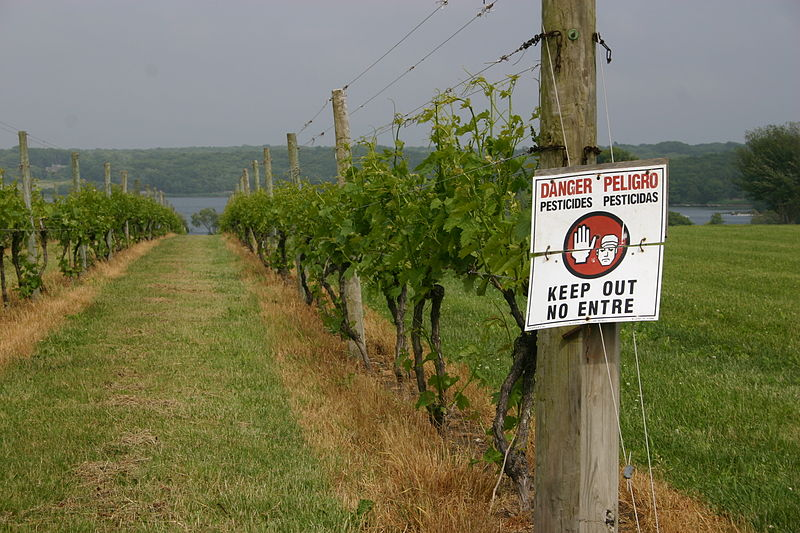 DANGER PELIGRO
PESTICIDES PESTICIDAS
KEEP OUT
NO ENTRE